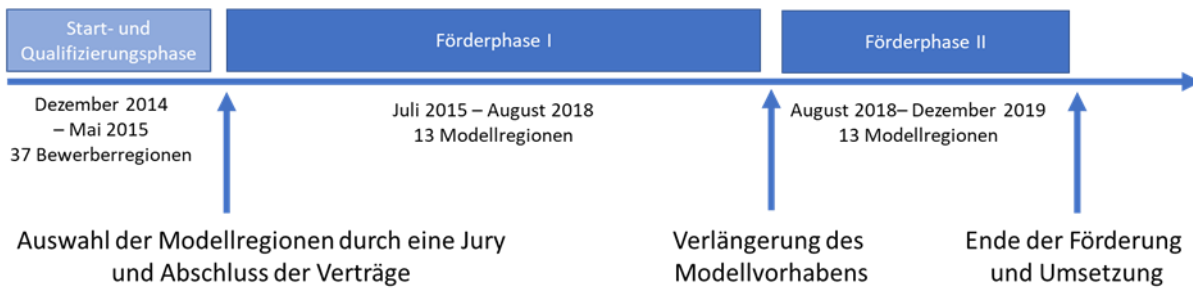 Start- und
Qualifizierungsphase
Förderphase I
Förderphase II
Dezember 2014
– Mai 2015
37 Bewerberregionen
Juli 2015 – August 2018
13 Modellregionen
August 2018– Dezember 2019
13 Modellregionen
Auswahl der Modellregionen durch eine Jury
und Abschluss der Verträge
Verlängerung des
Modellvorhabens
Ende der Förderung
und Umsetzung